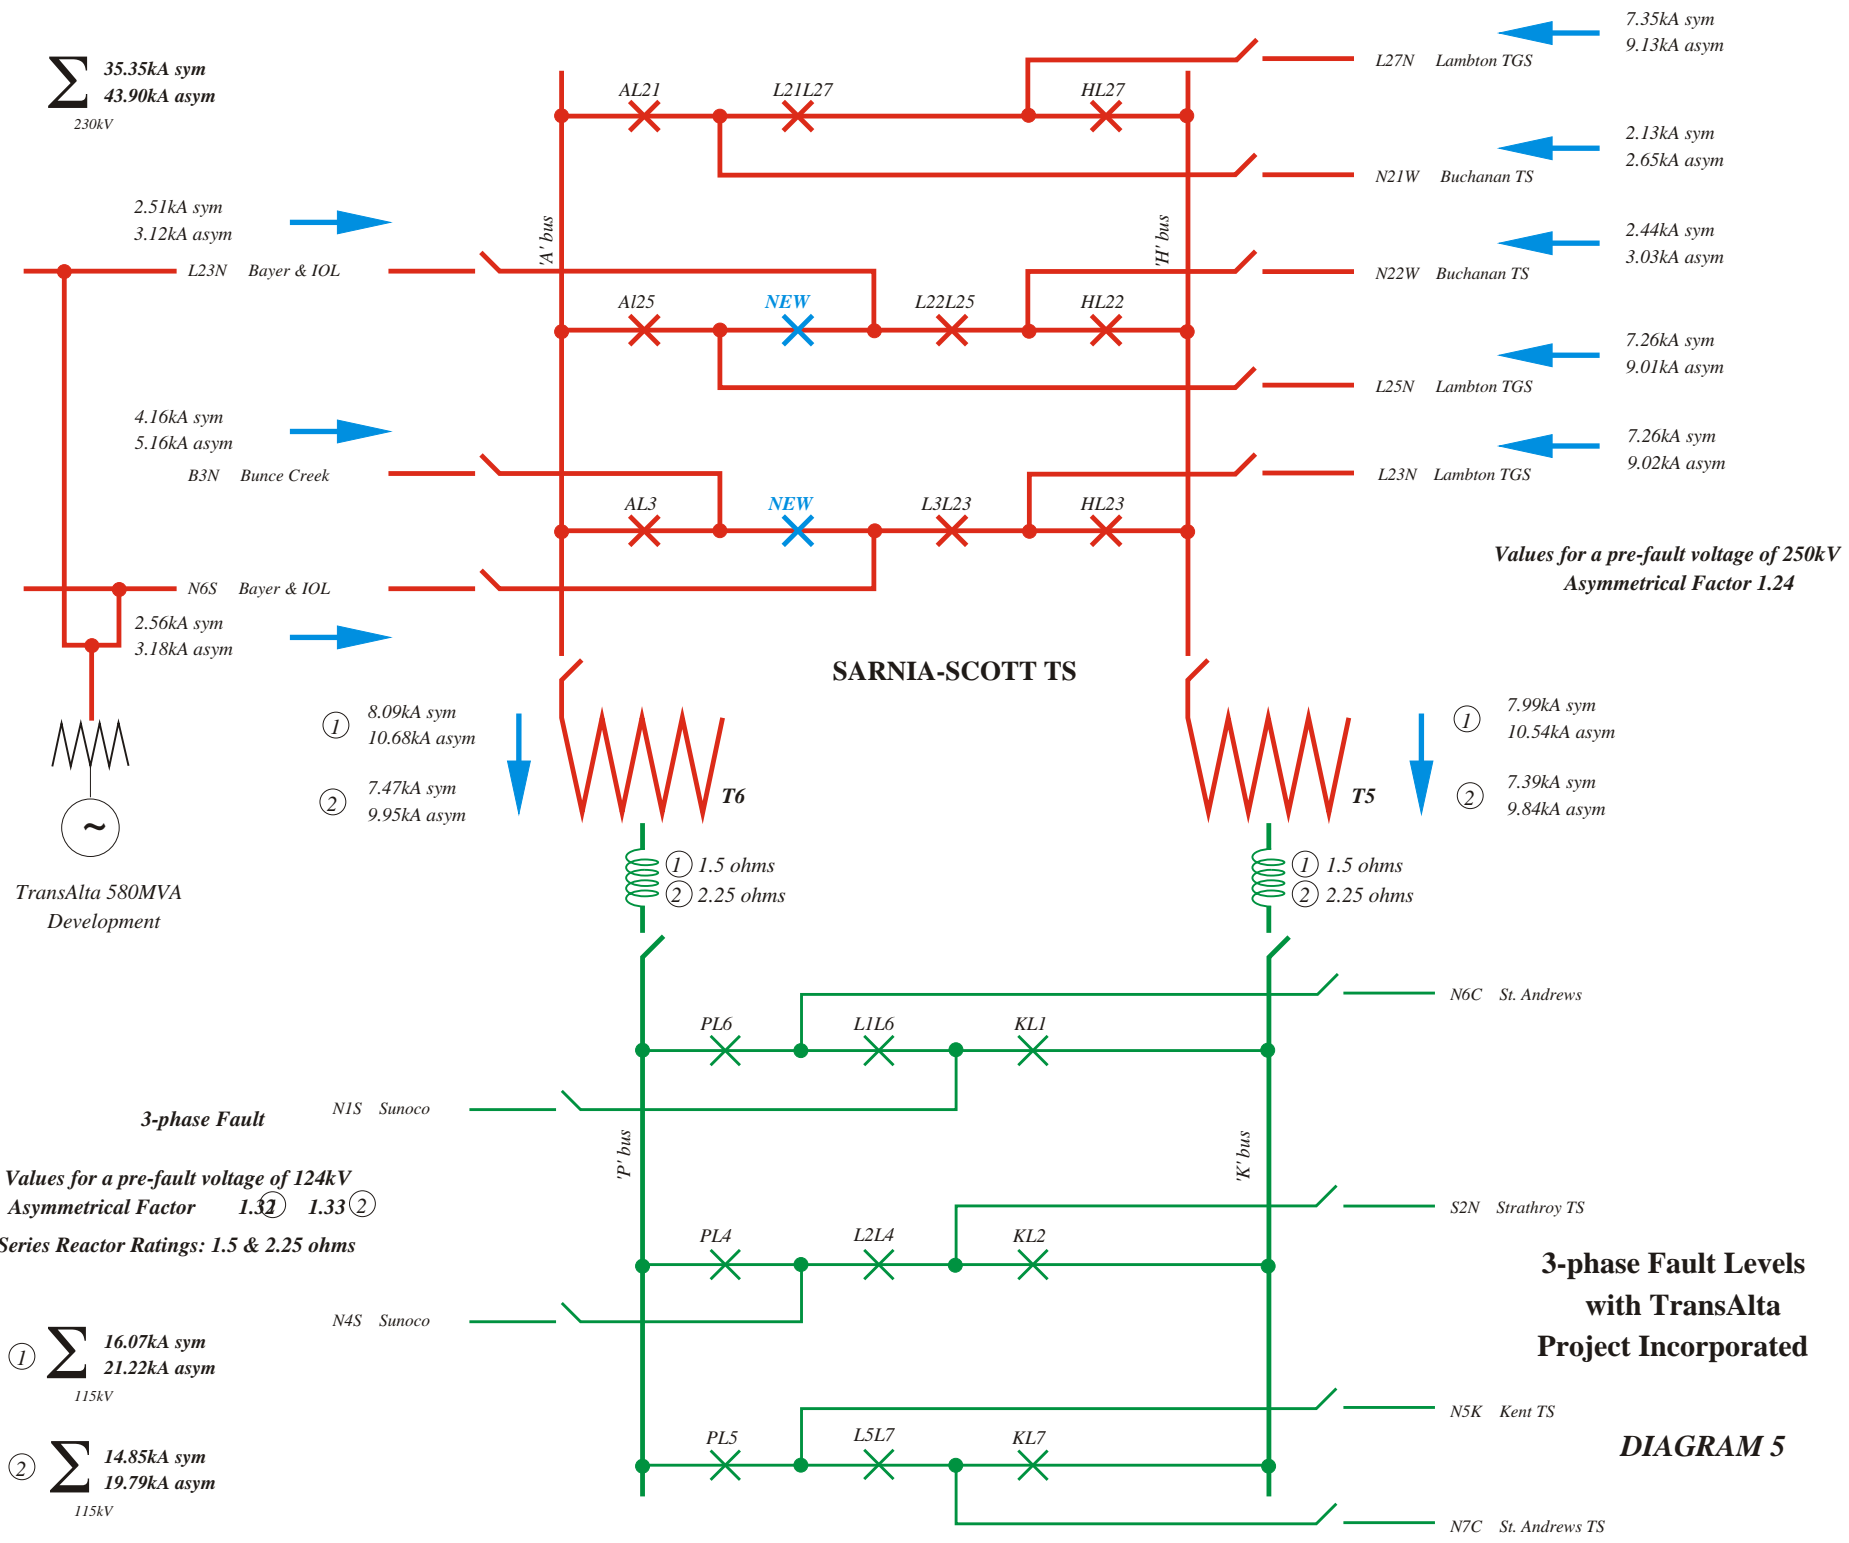 7.35kA sym
9.13kA asym
L27N Lambton TGS
∑ 35.35kA sym
43.90kA asym
230kV
AL21 L21L27 HL27
2.13kA sym
2.65kA asym
N21W Buchanan TS
2.51kA sym
3.12kA asym
'A' bus
'H' bus
2.44kA sym
3.03kA asym
L23N Bayer & IOL
N22W Buchanan TS
Al25 NEW L22L25 HL22
7.26kA sym
9.01kA asym
L25N Lambton TGS
4.16kA sym
5.16kA asym
B3N Bunce Creek
7.26kA sym
9.02kA asym
L23N Lambton TGS
AL3 NEW L3L23 HL23
Values for a pre-fault voltage of 250kV
Asymmetrical Factor 1.24
N6S Bayer & IOL
2.56kA sym
3.18kA asym
SARNIA-SCOTT TS
1 8.09kA sym
10.68kA asym
2 7.47kA sym
9.95kA asym
T6
T5
1 7.99kA sym
10.54kA asym
2 7.39kA sym
9.84kA asym
~
TransAlta 580MVA
Development
1 1.5 ohms
2 2.25 ohms
1 1.5 ohms
2 2.25 ohms
N6C St. Andrews
PL6 L1L6 KL1
N1S Sunoco
3-phase Fault
'P' bus
'K' bus
Values for a pre-fault voltage of 124kV
Asymmetrical Factor 1.32 1 1.33 2
Series Reactor Ratings: 1.5 & 2.25 ohms
S2N Strathroy TS
PL4 L2L4 KL2
N4S Sunoco
3-phase Fault Levels
with TransAlta
Project Incorporated
1 ∑ 16.07kA sym
21.22kA asym
115kV
N5K Kent TS
PL5 L5L7 KL7
DIAGRAM 5
2 ∑ 14.85kA sym
19.79kA asym
115kV
N7C St. Andrews TS